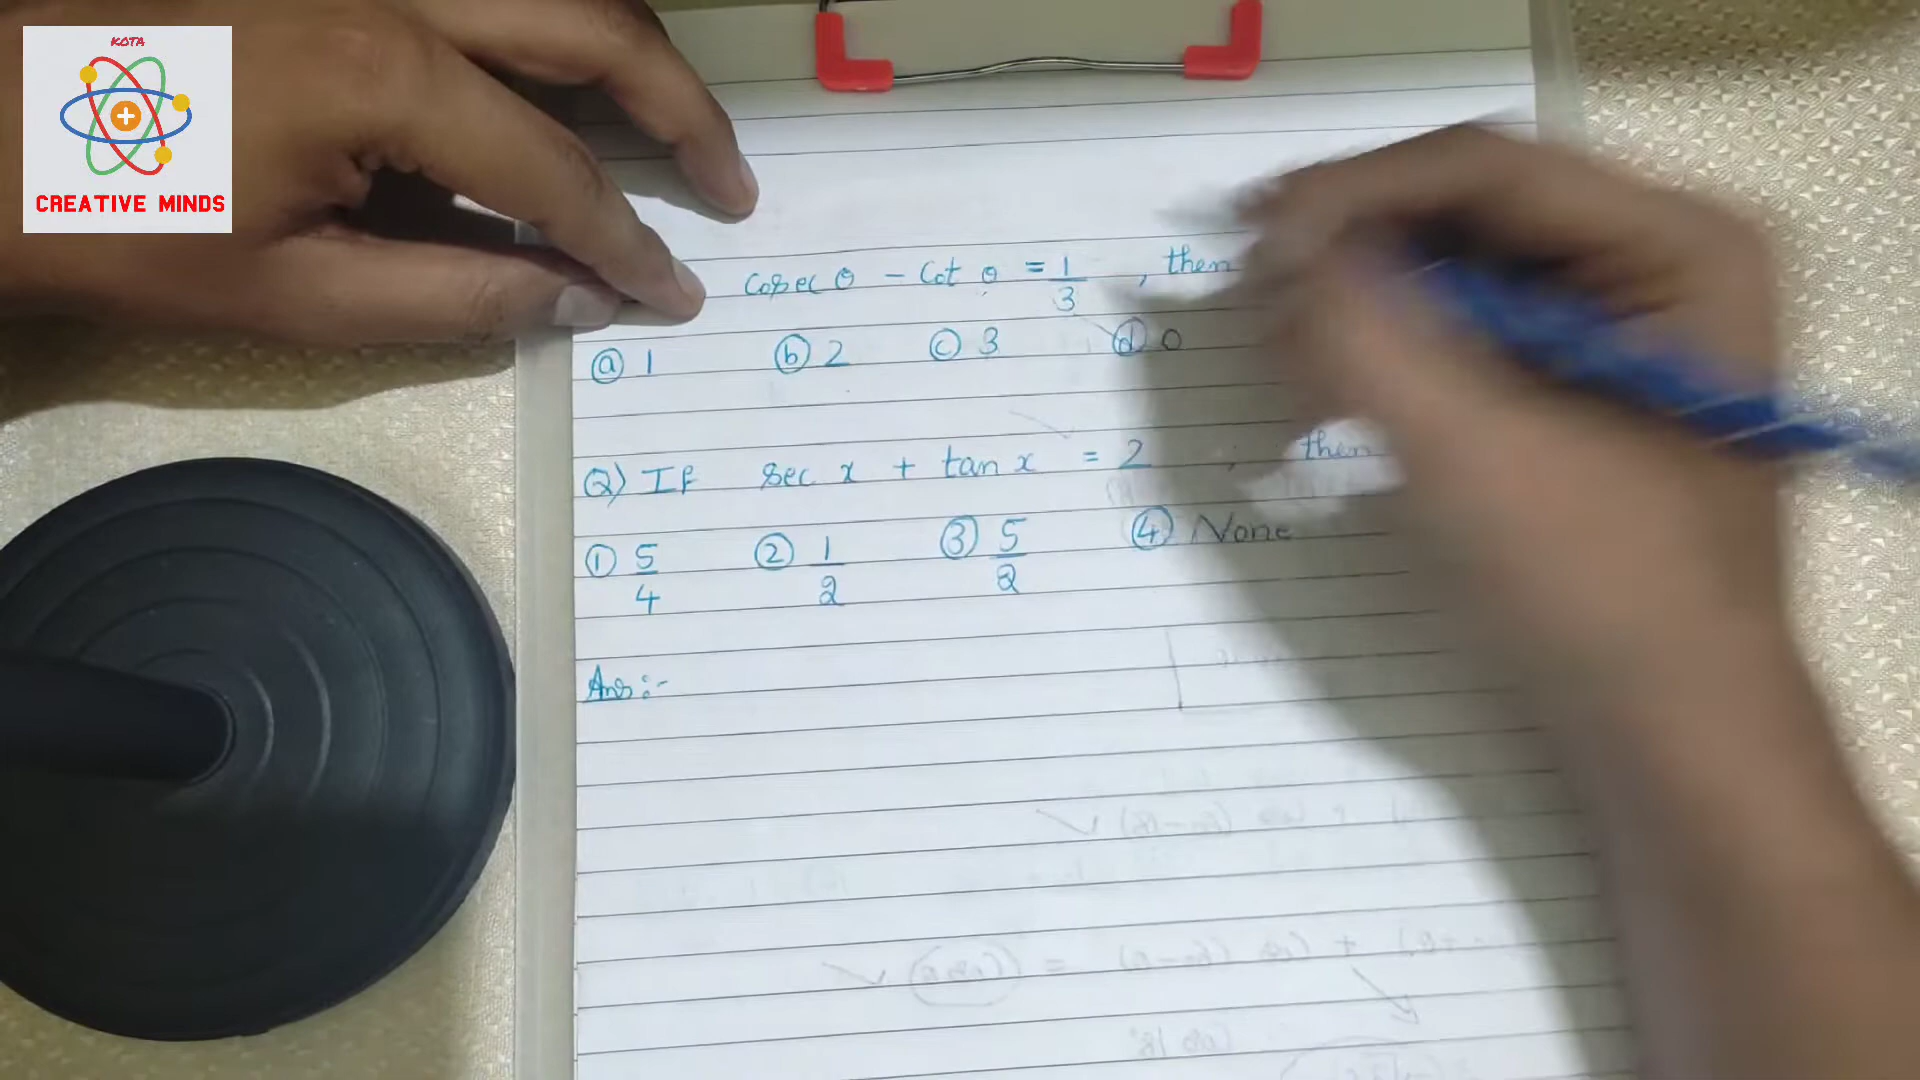 KOTA
CREATIVE MINDS
Cosec θ - Cot θ = 1/3 , then
ⓐ 1 ⓑ 2 ⓒ 3 ⓓ 0
Q) If sec x + tan x = 2 ; then
① 5/4 ② 1/2 ③ 5/2 ④ None
Ans:-